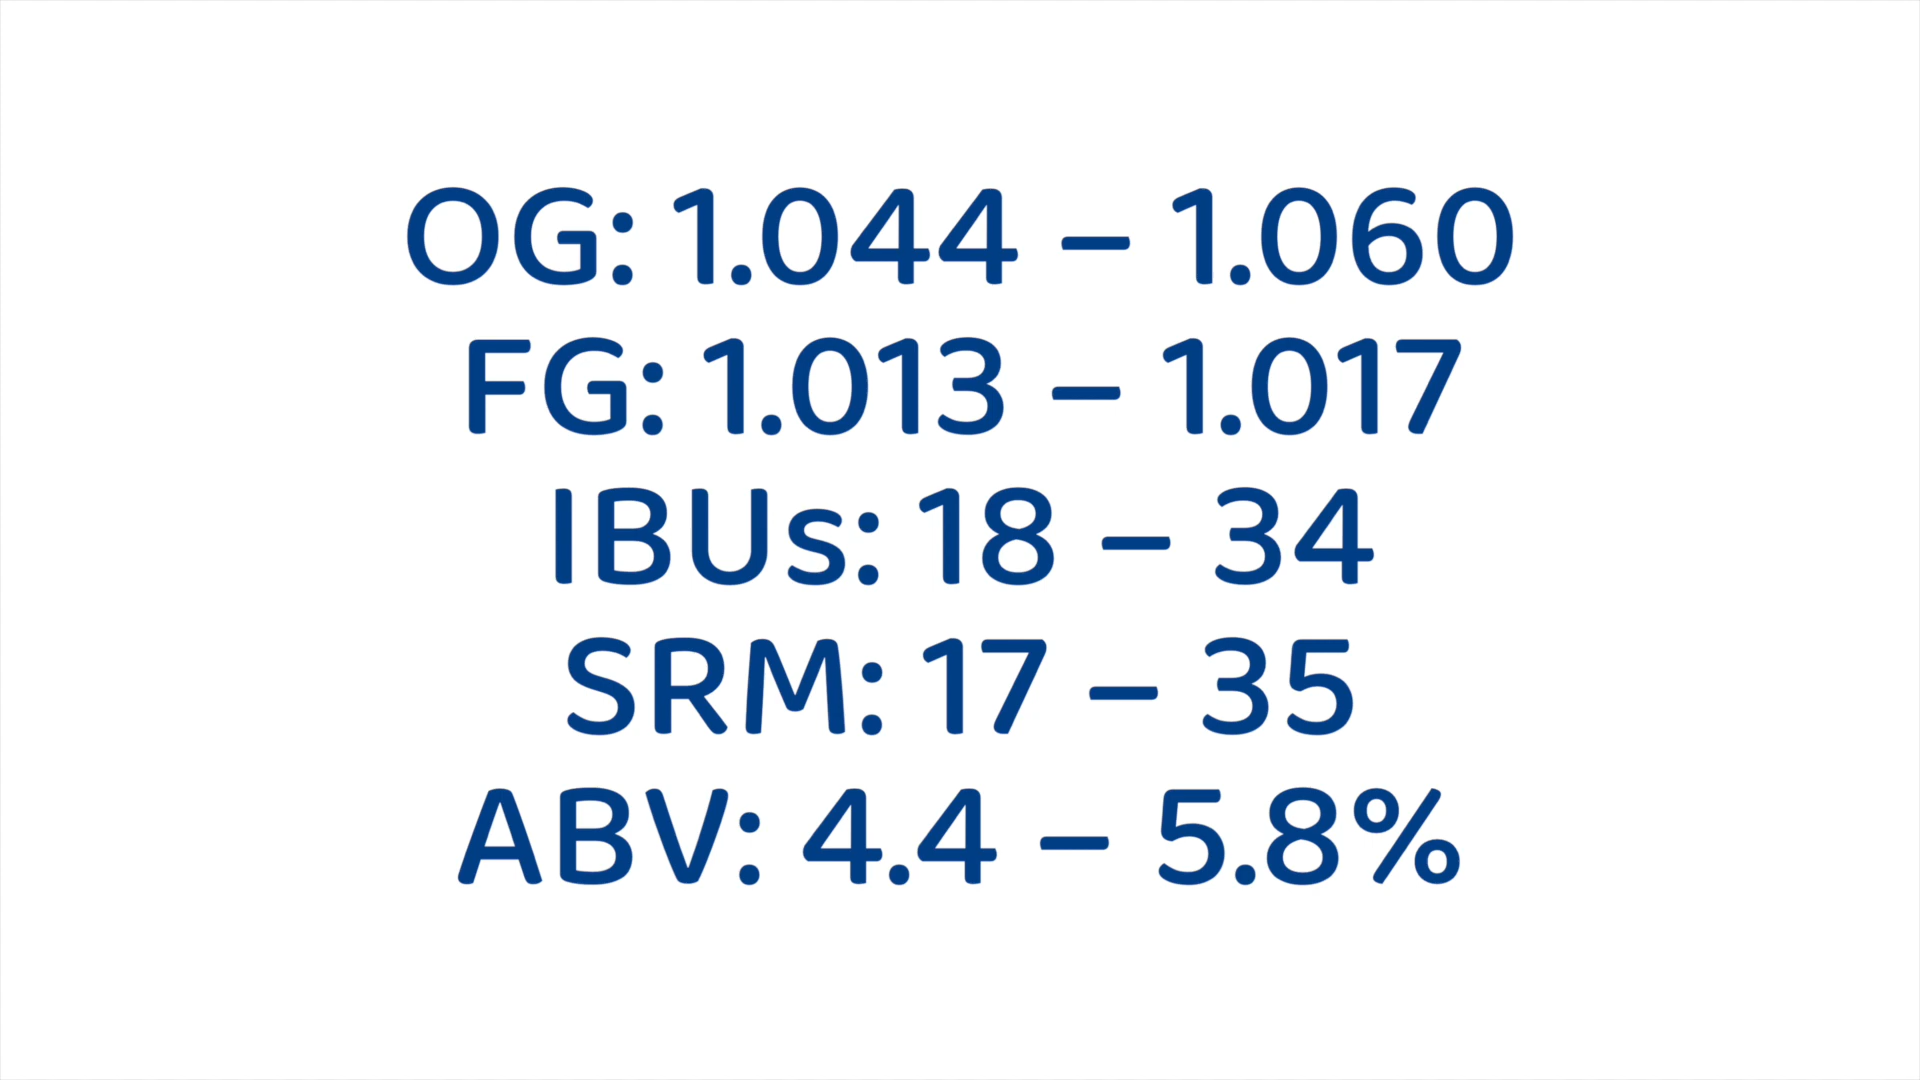 OG: 1.044 – 1.060
FG: 1.013 – 1.017
IBUs: 18 – 34
SRM: 17 – 35
ABV: 4.4 – 5.8%